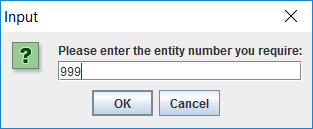 Input
Please enter the entity number you require:
999
OK Cancel